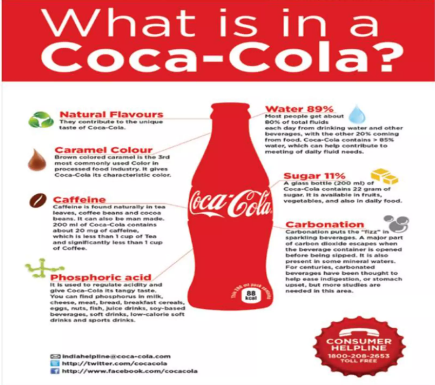 What is in a
Coca-Cola?
Natural Flavours
They contribute to the unique
taste of Coca-Cola.
Caramel Colour
Brown colored caramel is the 3rd
most commonly used Color in
processed food industry. It gives
Coca-Cola its characteristic color.
Caffeine
Caffeine is found naturally in tea
leaves, coffee beans and cocoa
beans. It can also be man made.
200 ml of Coca-Cola contains
about 20 mg of caffeine,
which is less than 1 cup of Tea
and significantly less than 1 cup
of Coffee.
Phosphoric acid
It is used to regulate acidity and
give Coca-Cola its tangy taste.
You can find phosphorus in milk,
cheese, meat, bread, breakfast cereals,
eggs, nuts, fish, juice drinks, soy-based
beverages, soft drinks, low-calorie soft
drinks and sports drinks.
Water 89%
Most people get about
80% of total fluids
each day from drinking water and other
beverages, with the other 20% coming
from food. Coca-Cola contains > 85%
water, which can help contribute to
meeting of daily fluid needs.
Sugar 11%
A glass bottle (200 ml) of
Coca-Cola contains 22 gram of
sugar. It is available in fruits,
vegetables, and also in daily food.
Carbonation
Carbonation puts the "fizz" in
sparkling beverages. A major part
of carbon dioxide escapes when
the beverage container is opened
before being sipped. It is also
present in some mineral waters.
For centuries, carbonated
beverages have been thought to
help ease indigestion, or stomach
upset, but more studies are
needed in this area.
Coca-Cola
88
kcal
indiahelpline@coca-cola.com
http://twitter.com/cocacola
http://www.facebook.com/cocacola
CONSUMER
HELPLINE
1800-208-2653
TOLL FREE